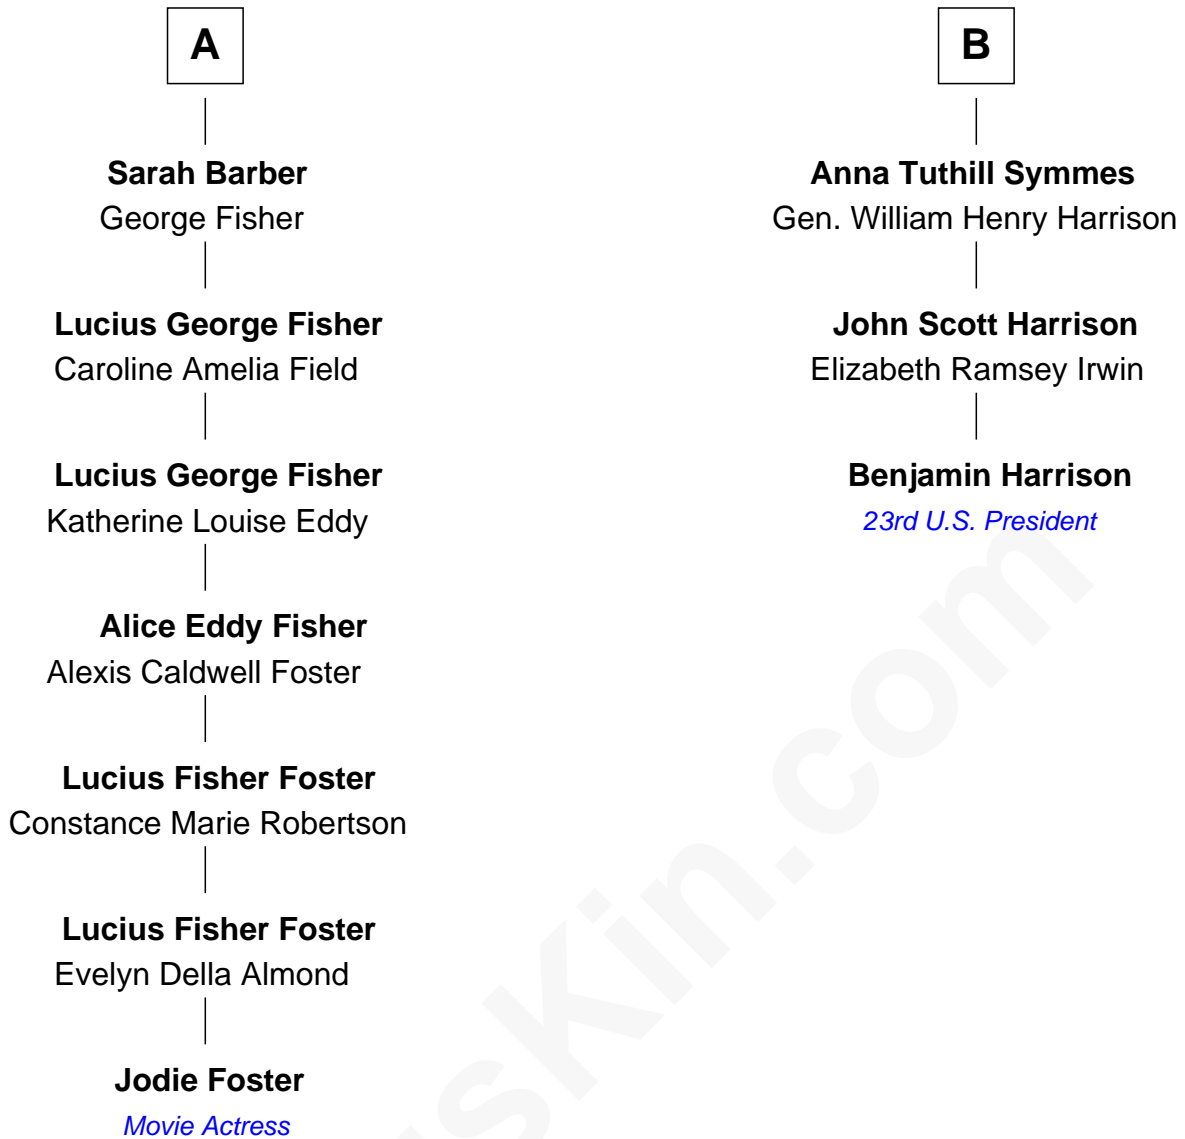 A
Sarah Barber
George Fisher
Lucius George Fisher
Caroline Amelia Field
Lucius George Fisher
Katherine Louise Eddy
Alice Eddy Fisher
Alexis Caldwell Foster
Lucius Fisher Foster
Constance Marie Robertson
Lucius Fisher Foster
Evelyn Della Almond
Jodie Foster
Movie Actress
B
Anna Tuthill Symmes
Gen. William Henry Harrison
John Scott Harrison
Elizabeth Ramsey Irwin
Benjamin Harrison
23rd U.S. President
sKin.com